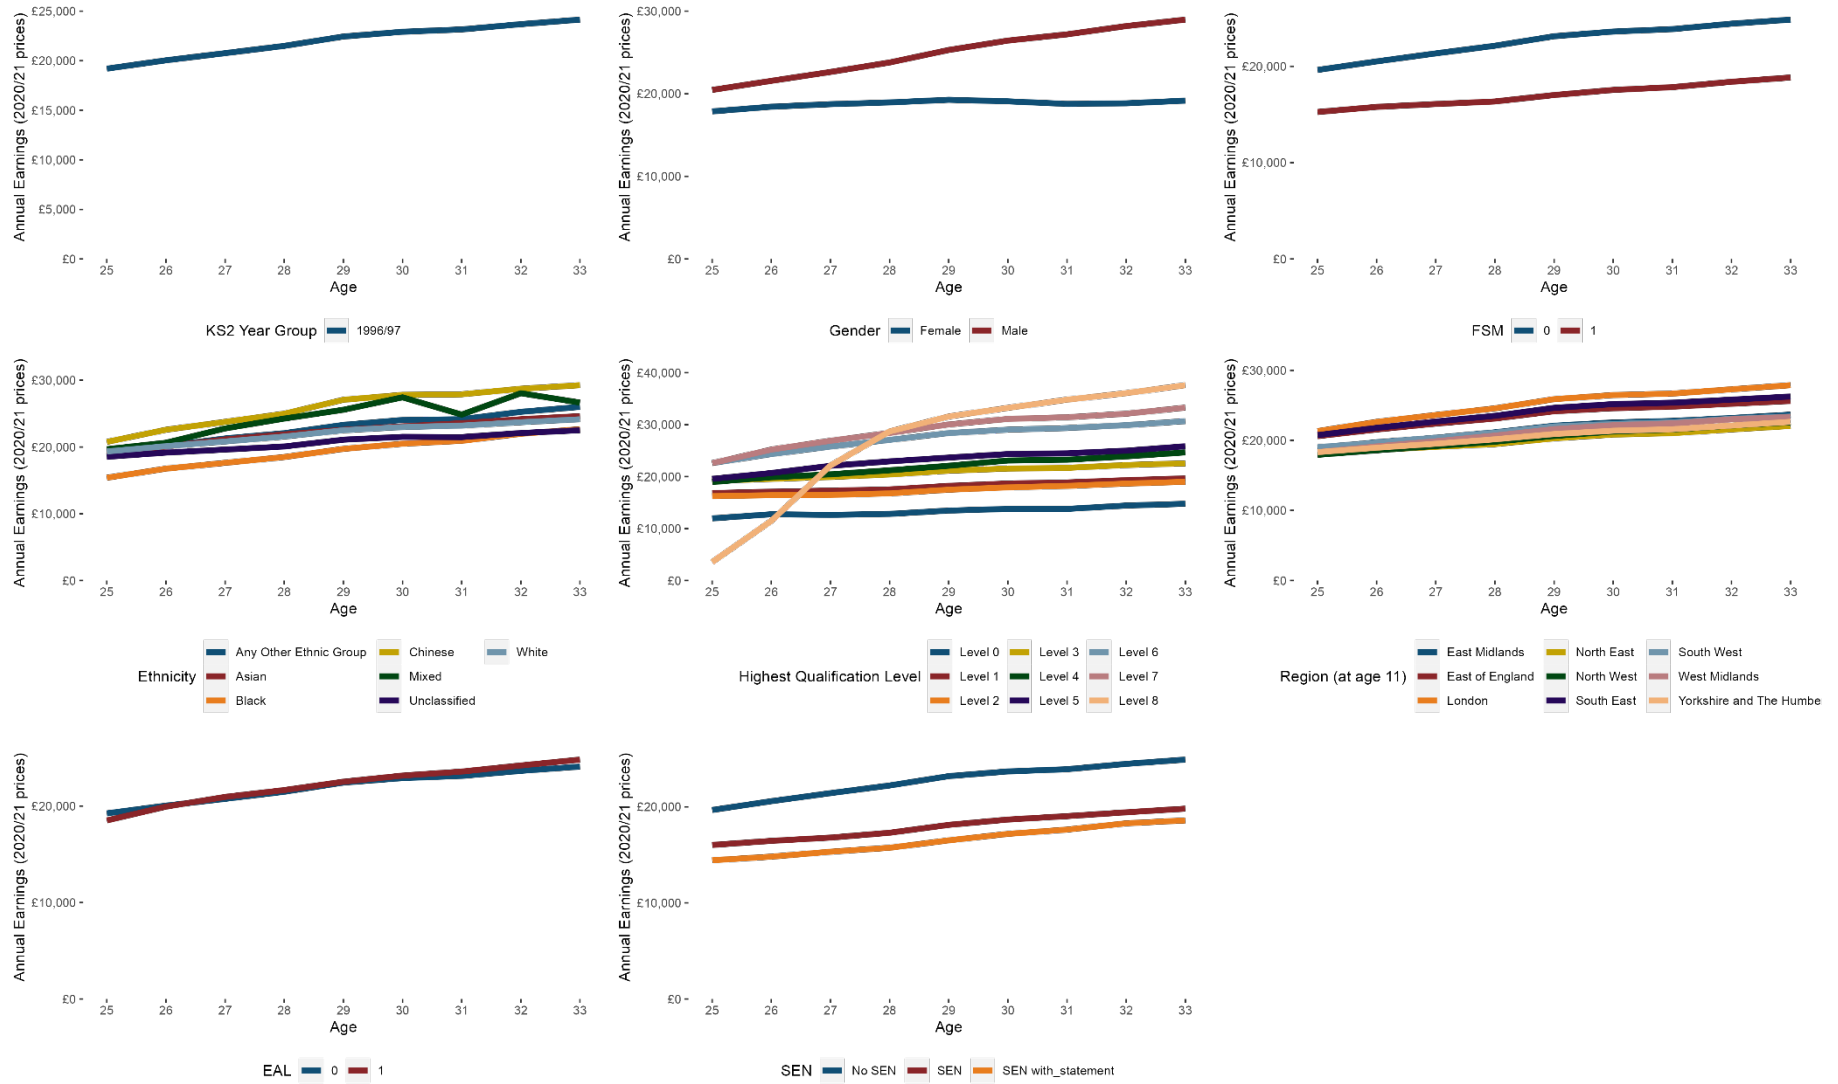 Annual Earnings (2020/21 prices)
£25,000
£20,000
£15,000
£10,000
£5,000
£0
25 26 27 28 29 30 31 32 33
Age
KS2 Year Group 1996/97
Annual Earnings (2020/21 prices)
£30,000
£20,000
£10,000
£0
25 26 27 28 29 30 31 32 33
Age
Gender Female Male
Annual Earnings (2020/21 prices)
£20,000
£10,000
£0
25 26 27 28 29 30 31 32 33
Age
FSM 0 1
Annual Earnings (2020/21 prices)
£30,000
£20,000
£10,000
£0
25 26 27 28 29 30 31 32 33
Age
Any Other Ethnic Group Chinese White
Ethnicity Asian Mixed
Black Unclassified
Annual Earnings (2020/21 prices)
£40,000
£30,000
£20,000
£10,000
£0
25 26 27 28 29 30 31 32 33
Age
Level 0 Level 3 Level 6
Highest Qualification Level Level 1 Level 4 Level 7
Level 2 Level 5 Level 8
Annual Earnings (2020/21 prices)
£30,000
£20,000
£10,000
£0
25 26 27 28 29 30 31 32 33
Age
East Midlands North East South West
Region (at age 11) East of England North West West Midlands
London South East Yorkshire and The Humbe
Annual Earnings (2020/21 prices)
£20,000
£10,000
£0
25 26 27 28 29 30 31 32 33
Age
EAL 0 1
Annual Earnings (2020/21 prices)
£20,000
£10,000
£0
25 26 27 28 29 30 31 32 33
Age
SEN No SEN SEN SEN with_statement